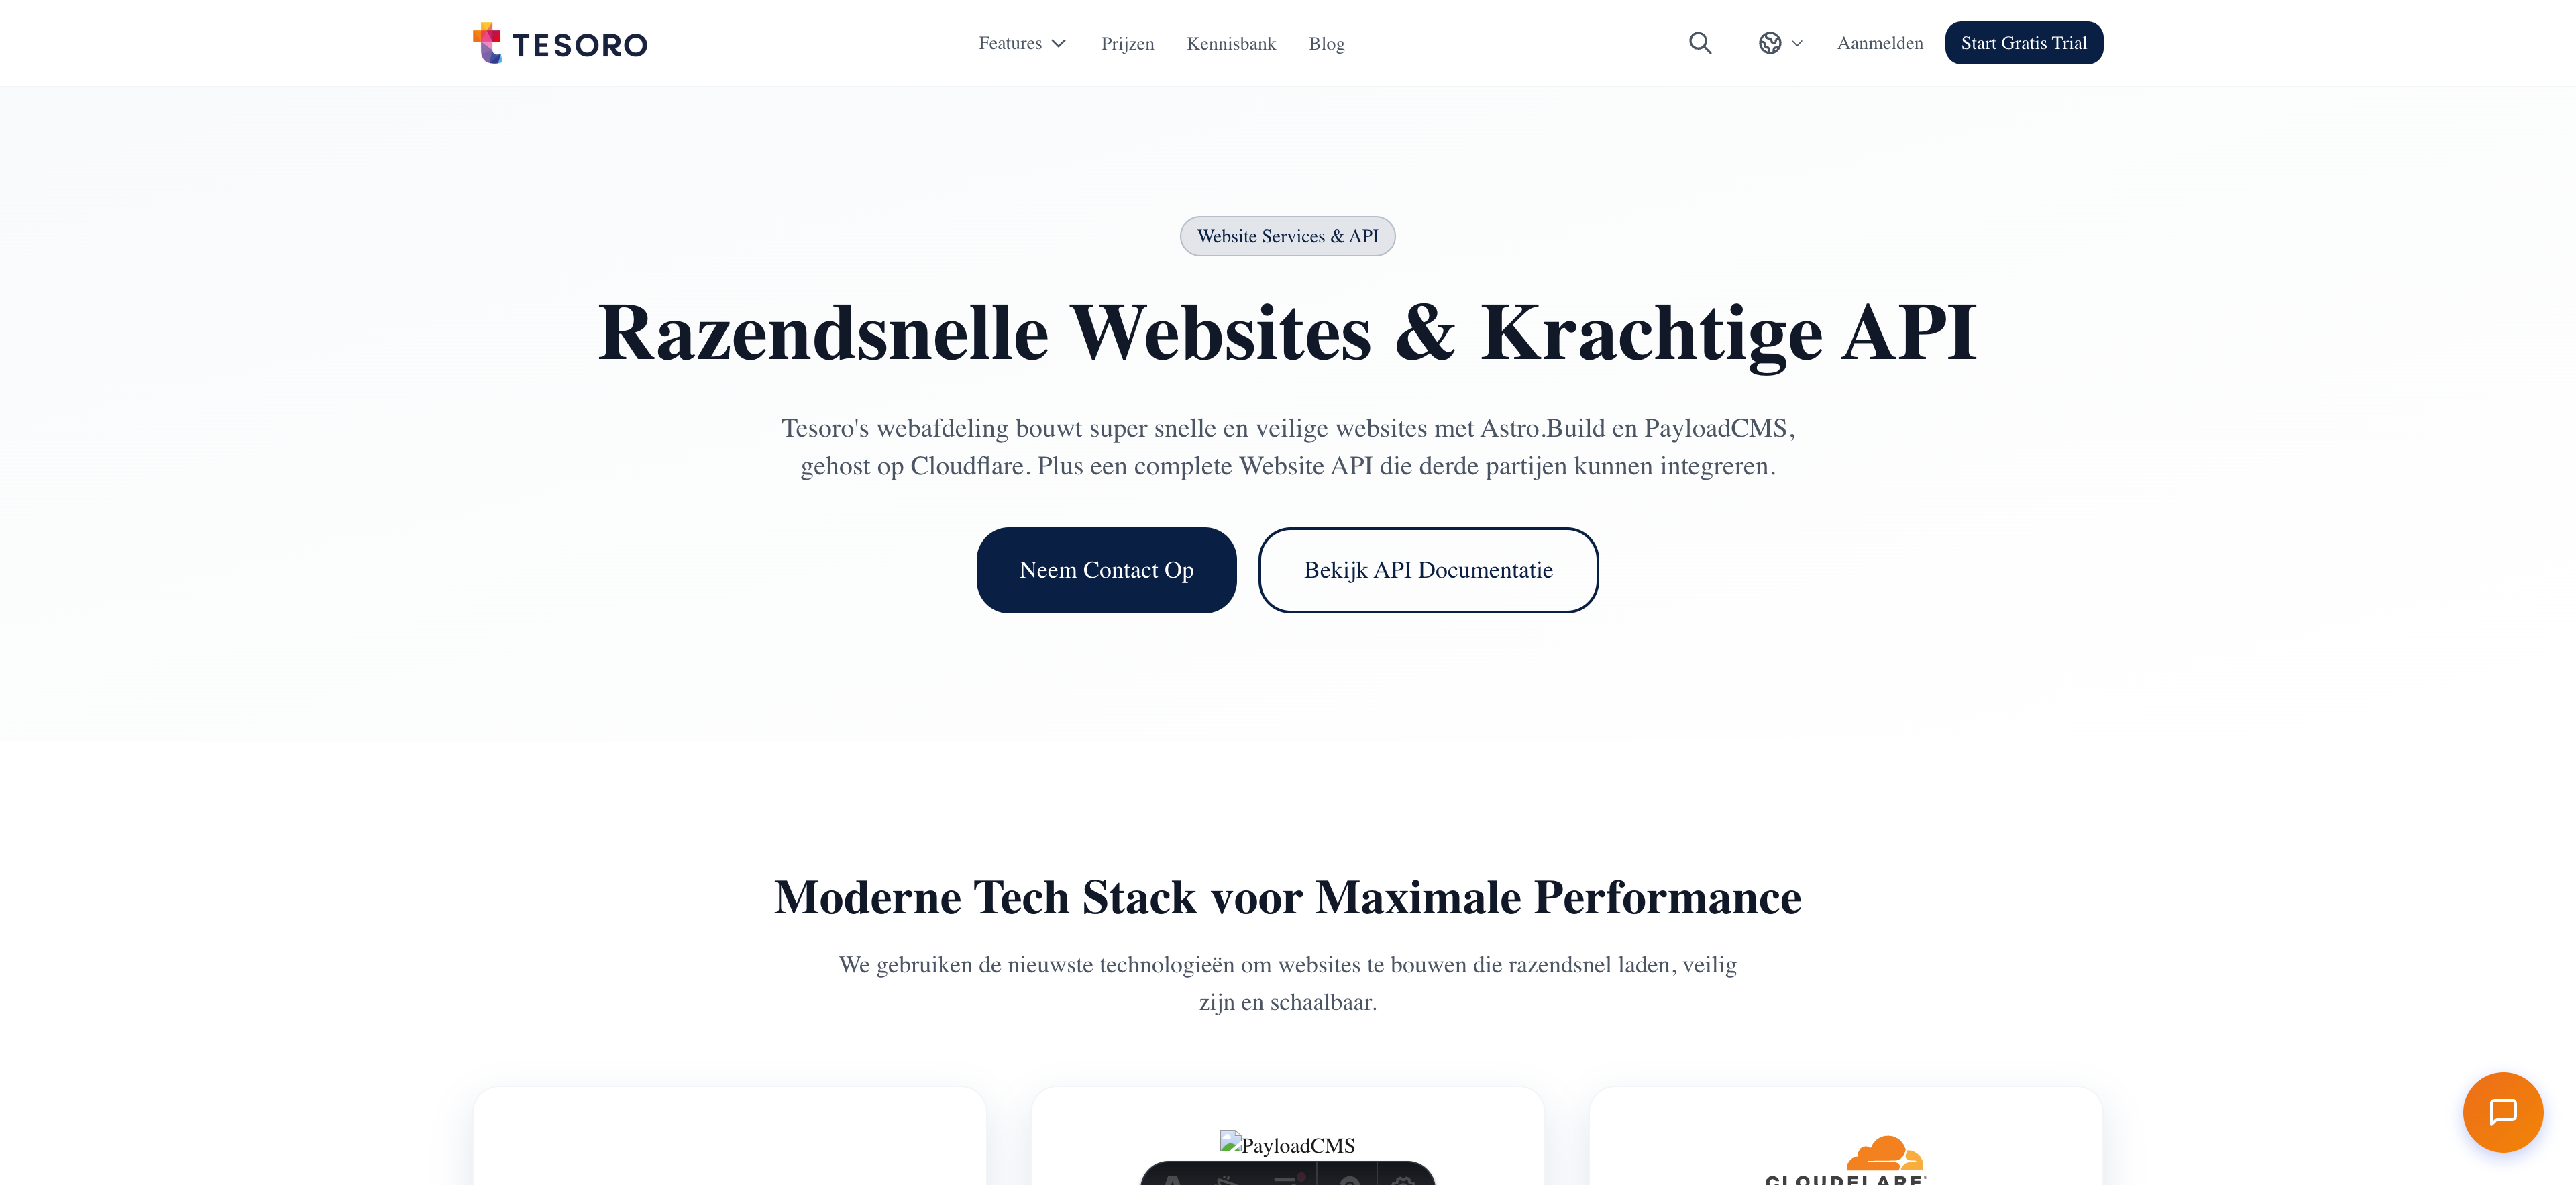 TESORO
Features
Prijzen
Kennisbank
Blog
Aanmelden
Start Gratis Trial
Website Services & API
Razendsnelle Websites & Krachtige API
Tesoro's webafdeling bouwt super snelle en veilige websites met Astro.Build en PayloadCMS,
gehost op Cloudflare. Plus een complete Website API die derde partijen kunnen integreren.
Neem Contact Op
Bekijk API Documentatie
Moderne Tech Stack voor Maximale Performance
We gebruiken de nieuwste technologieën om websites te bouwen die razendsnel laden, veilig
zijn en schaalbaar.
PayloadCMS
CLOUDFLARE